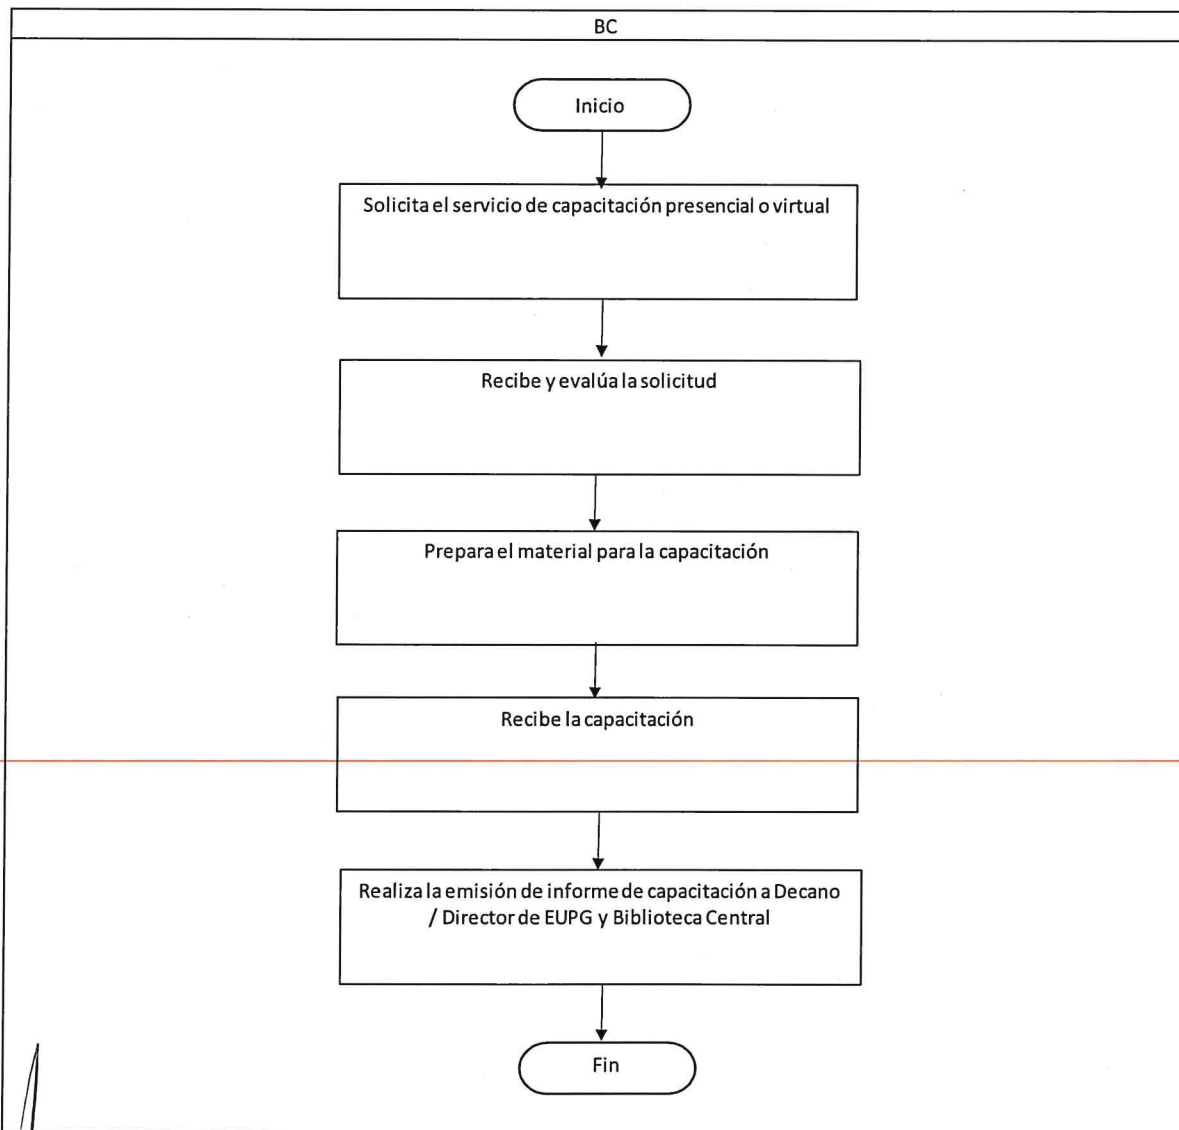 BC
Inicio
Solicita el servicio de capacitación presencial o virtual
Recibe y evalúa la solicitud
Prepara el material para la capacitación
Recibe la capacitación
Realiza la emisión de informe de capacitación a Decano
/ Director de EUPG y Biblioteca Central
Fin